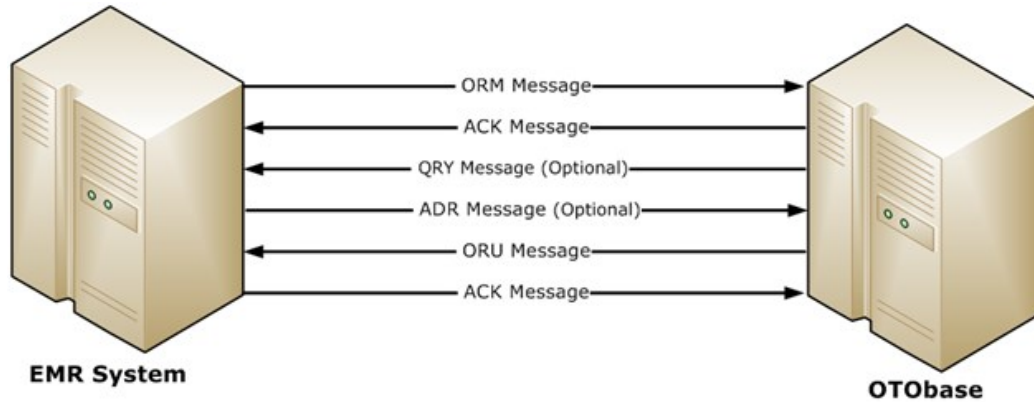 ORM Message
ACK Message
QRY Message (Optional)
ADR Message (Optional)
ORU Message
ACK Message
EMR System
OTObase